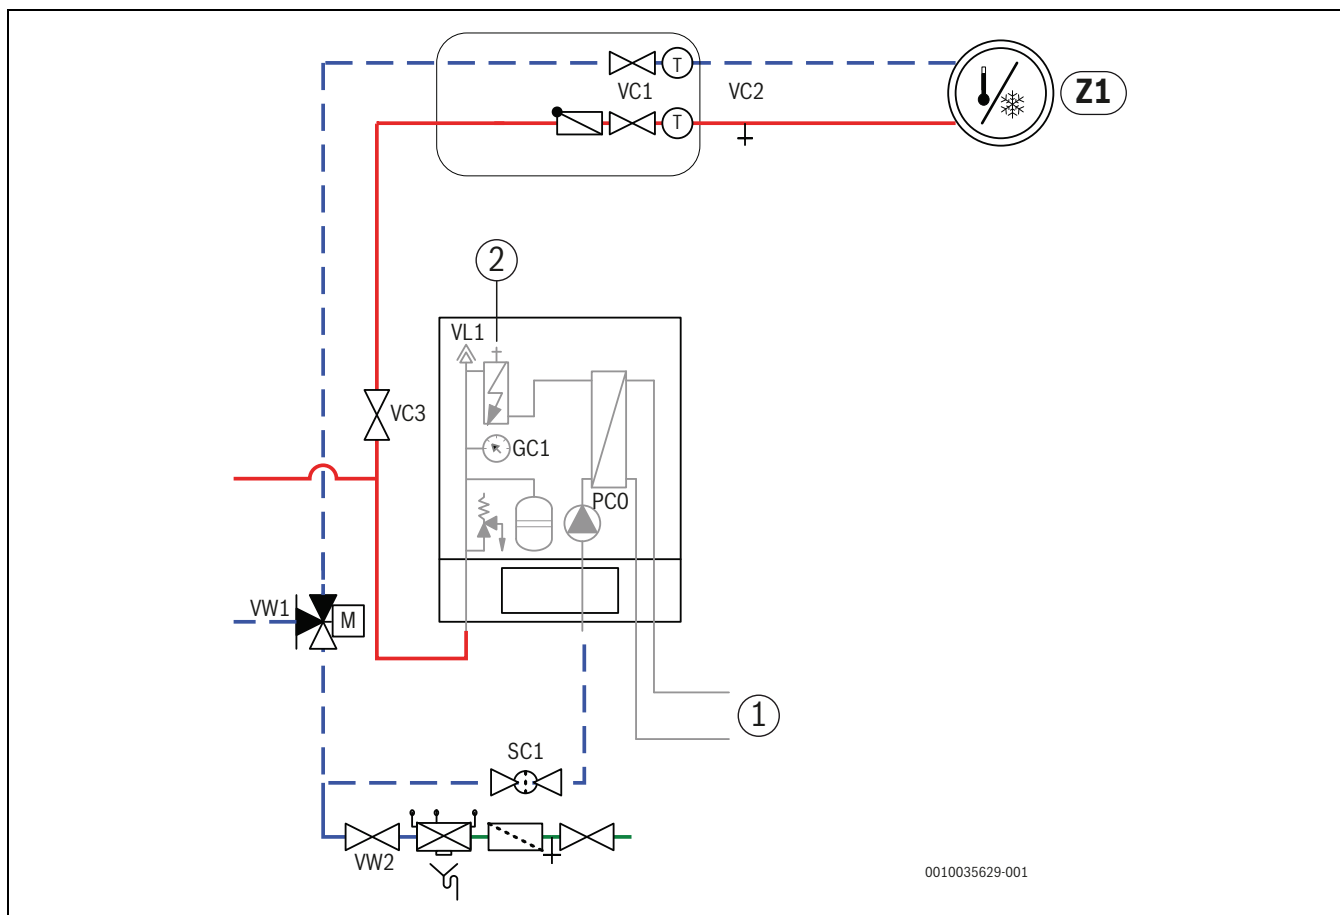 T
VC1
VC2
Z1
T
2
VL1
VC3
GC1
PC0
VW1
M
1
SC1
VW2
0010035629-001